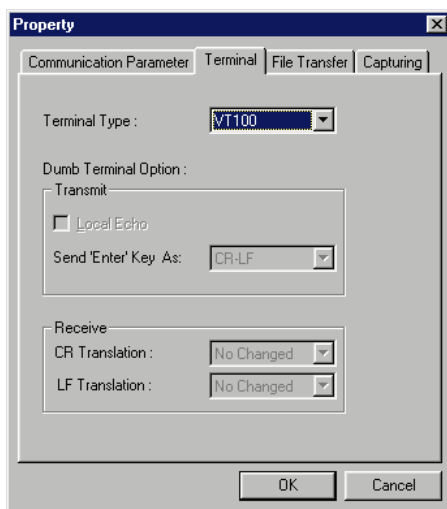 Property
Communication Parameter Terminal File Transfer Capturing
Terminal Type : VT100
Dumb Terminal Option :
Transmit
Local Echo
Send 'Enter' Key As: CR-LF
Receive
CR Translation : No Changed
LF Translation : No Changed
OK Cancel